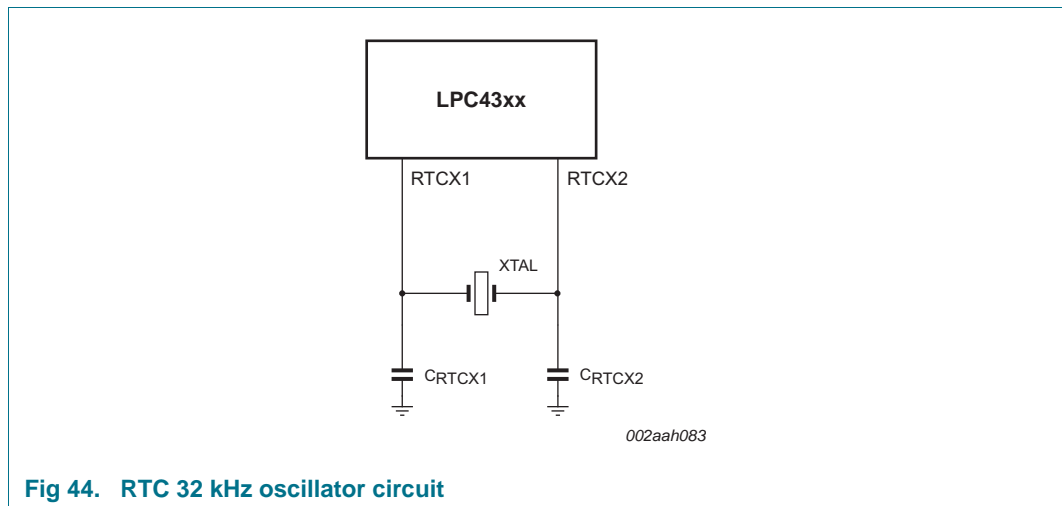 LPC43xx
RTCX1
RTCX2
XTAL
CRTCX1
CRTCX2
002aah083
Fig 44. RTC 32 kHz oscillator circuit